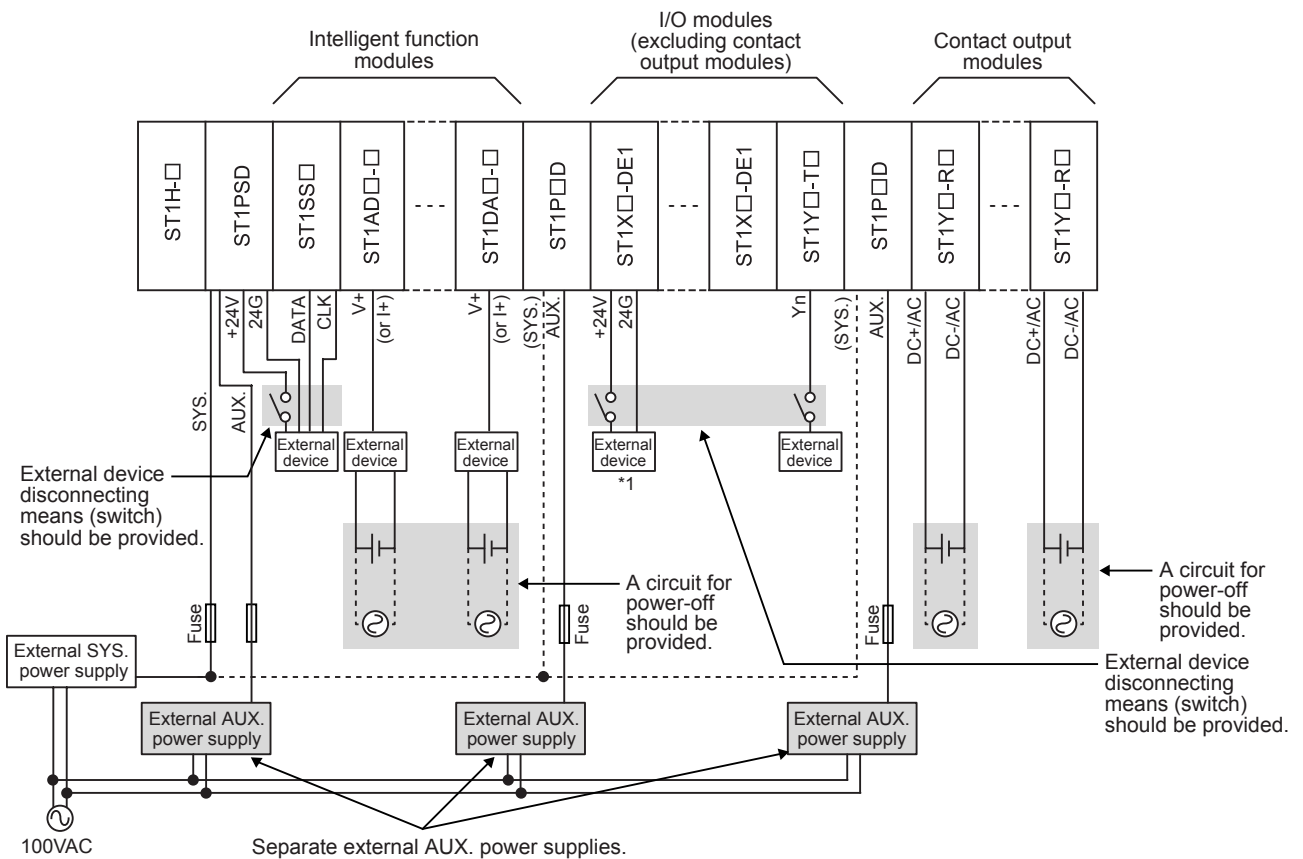 Intelligent function
modules
I/O modules
(excluding contact
output modules)
Contact output
modules
ST1H-□
ST1PSD
ST1SS□
ST1AD□-□
ST1DA□-□
ST1P□D
ST1X□-DE1
ST1X□-DE1
ST1Y□-T□
ST1P□D
ST1Y□-R□
ST1Y□-R□
SYS.
AUX.
+24V
24G
DATA
CLK
V+
(or I+)
V+
(or I+)
(SYS.)
AUX.
+24V
24G
Yn
(SYS.)
AUX.
DC+/AC
DC-/AC
DC+/AC
DC-/AC
External
device
External
device
External
device
External
device
*1
External
device
External device
disconnecting
means (switch)
should be provided.
A circuit for
power-off
should be
provided.
A circuit for
power-off
should be
provided.
Fuse
Fuse
Fuse
External SYS.
power supply
External device
disconnecting
means (switch)
should be provided.
External AUX.
power supply
External AUX.
power supply
External AUX.
power supply
100VAC
Separate external AUX. power supplies.